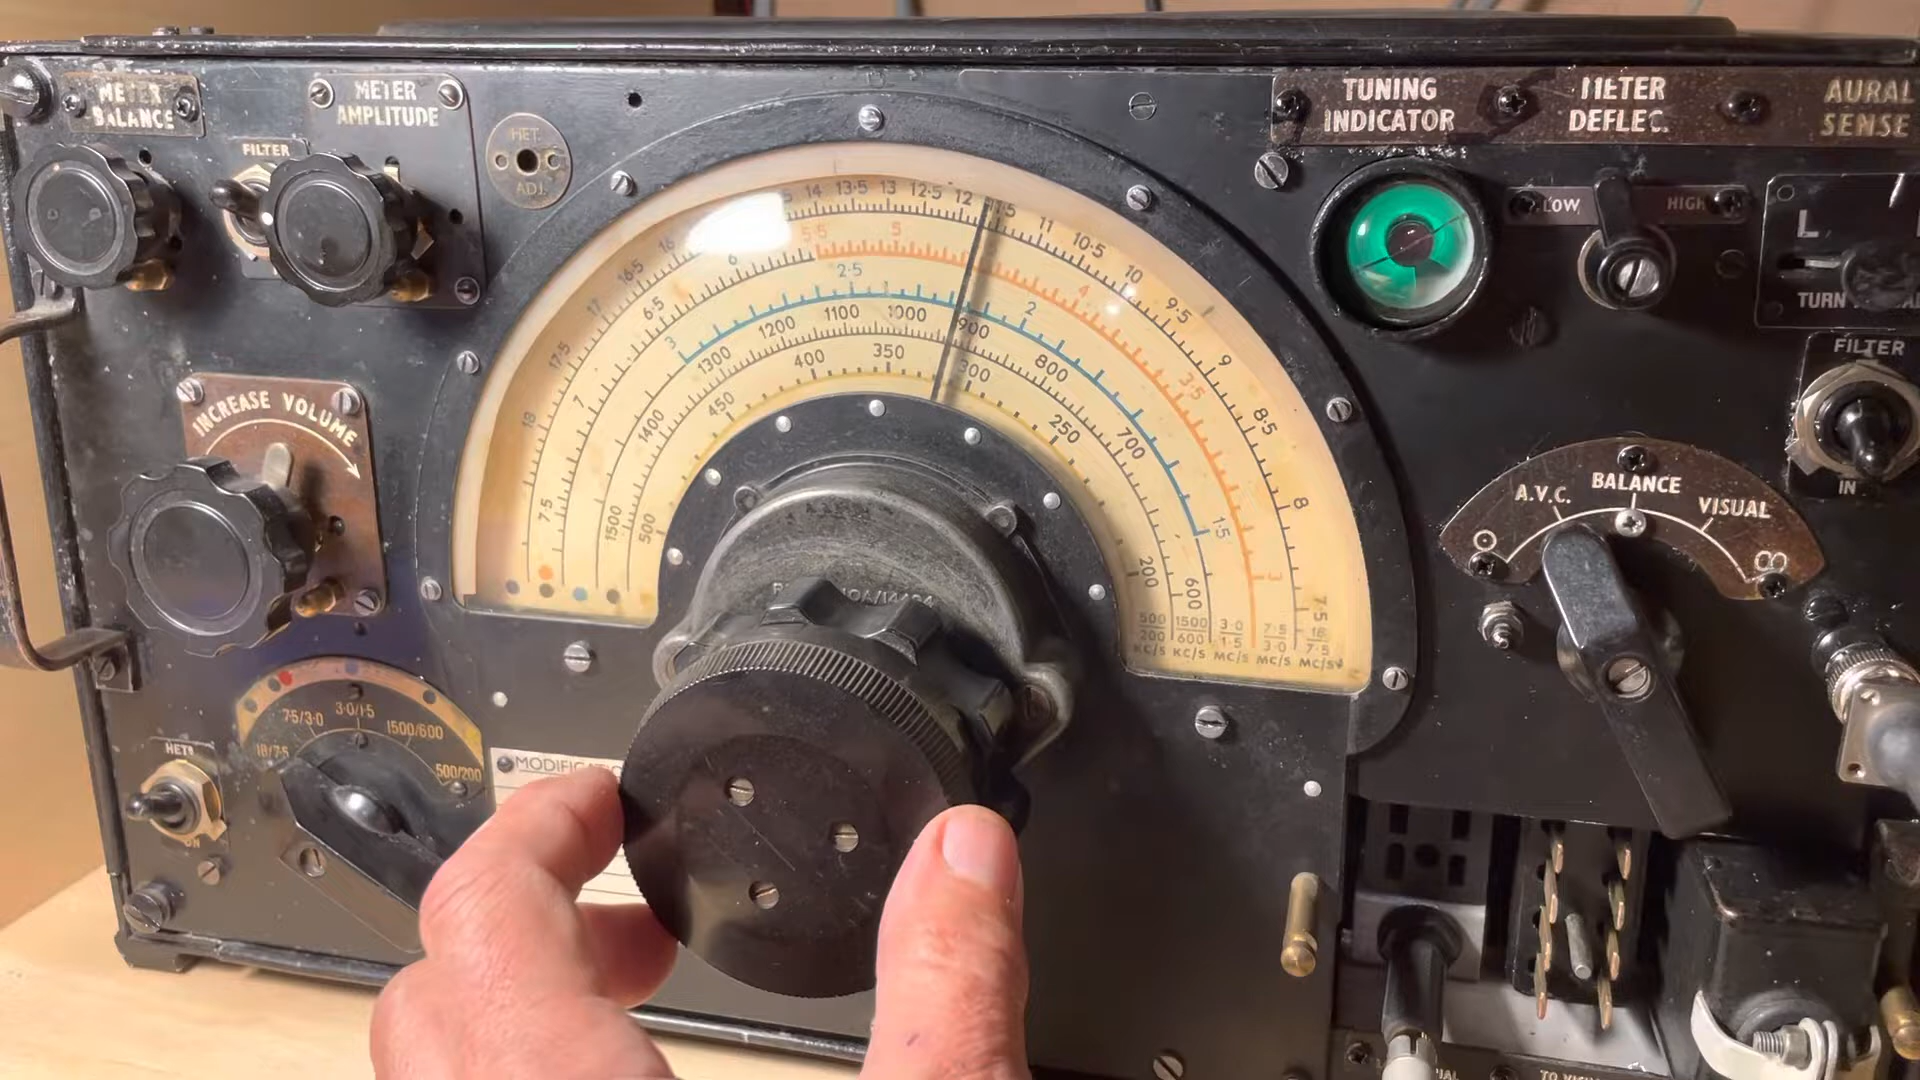 METER
BALANCE
METER
AMPLITUDE
FILTER
HET.
ADJ.
TUNING
INDICATOR
METER
DEFLEC.
AURAL
SENSE
LOW
HIGH
L
TURN
FILTER
IN
INCREASE VOLUME
18 17·5 17 16·5 16 14 13·5 13 12·5 12 11 10·5 10 9·5 9 8·5 8 7·5
7·5 7 6·5 6 5·5 5 4 3·5 3
3 2·5 2 1·5
1500 1400 1300 1200 1100 1000 900 800 700 600
500 450 400 350 300 250 200
500 1500 3·0 7·5 18
200 600 1·5 3·0 7·5
KC/S KC/S MC/S MC/S MC/S
10A/14494
O A.V.C. BALANCE VISUAL
18/7·5 7·5/3·0 3·0/1·5 1500/600 500/200
HET.
ON